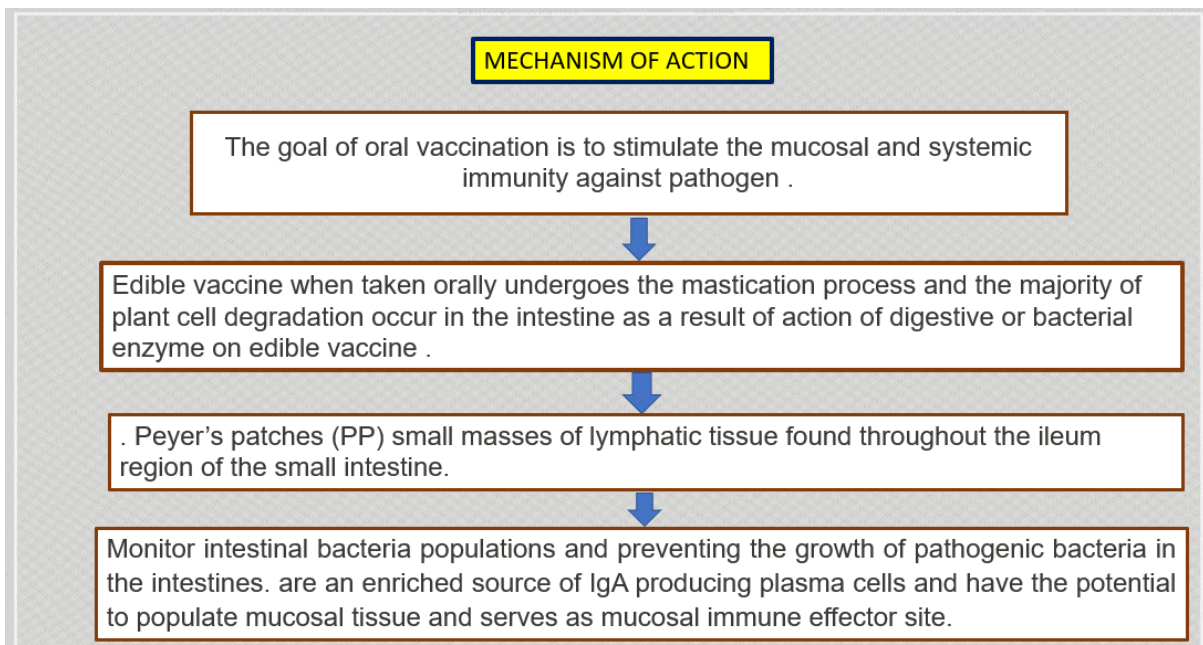 MECHANISM OF ACTION
The goal of oral vaccination is to stimulate the mucosal and systemic
immunity against pathogen .
Edible vaccine when taken orally undergoes the mastication process and the majority of
plant cell degradation occur in the intestine as a result of action of digestive or bacterial
enzyme on edible vaccine .
. Peyer’s patches (PP) small masses of lymphatic tissue found throughout the ileum
region of the small intestine.
Monitor intestinal bacteria populations and preventing the growth of pathogenic bacteria in
the intestines. are an enriched source of IgA producing plasma cells and have the potential
to populate mucosal tissue and serves as mucosal immune effector site.